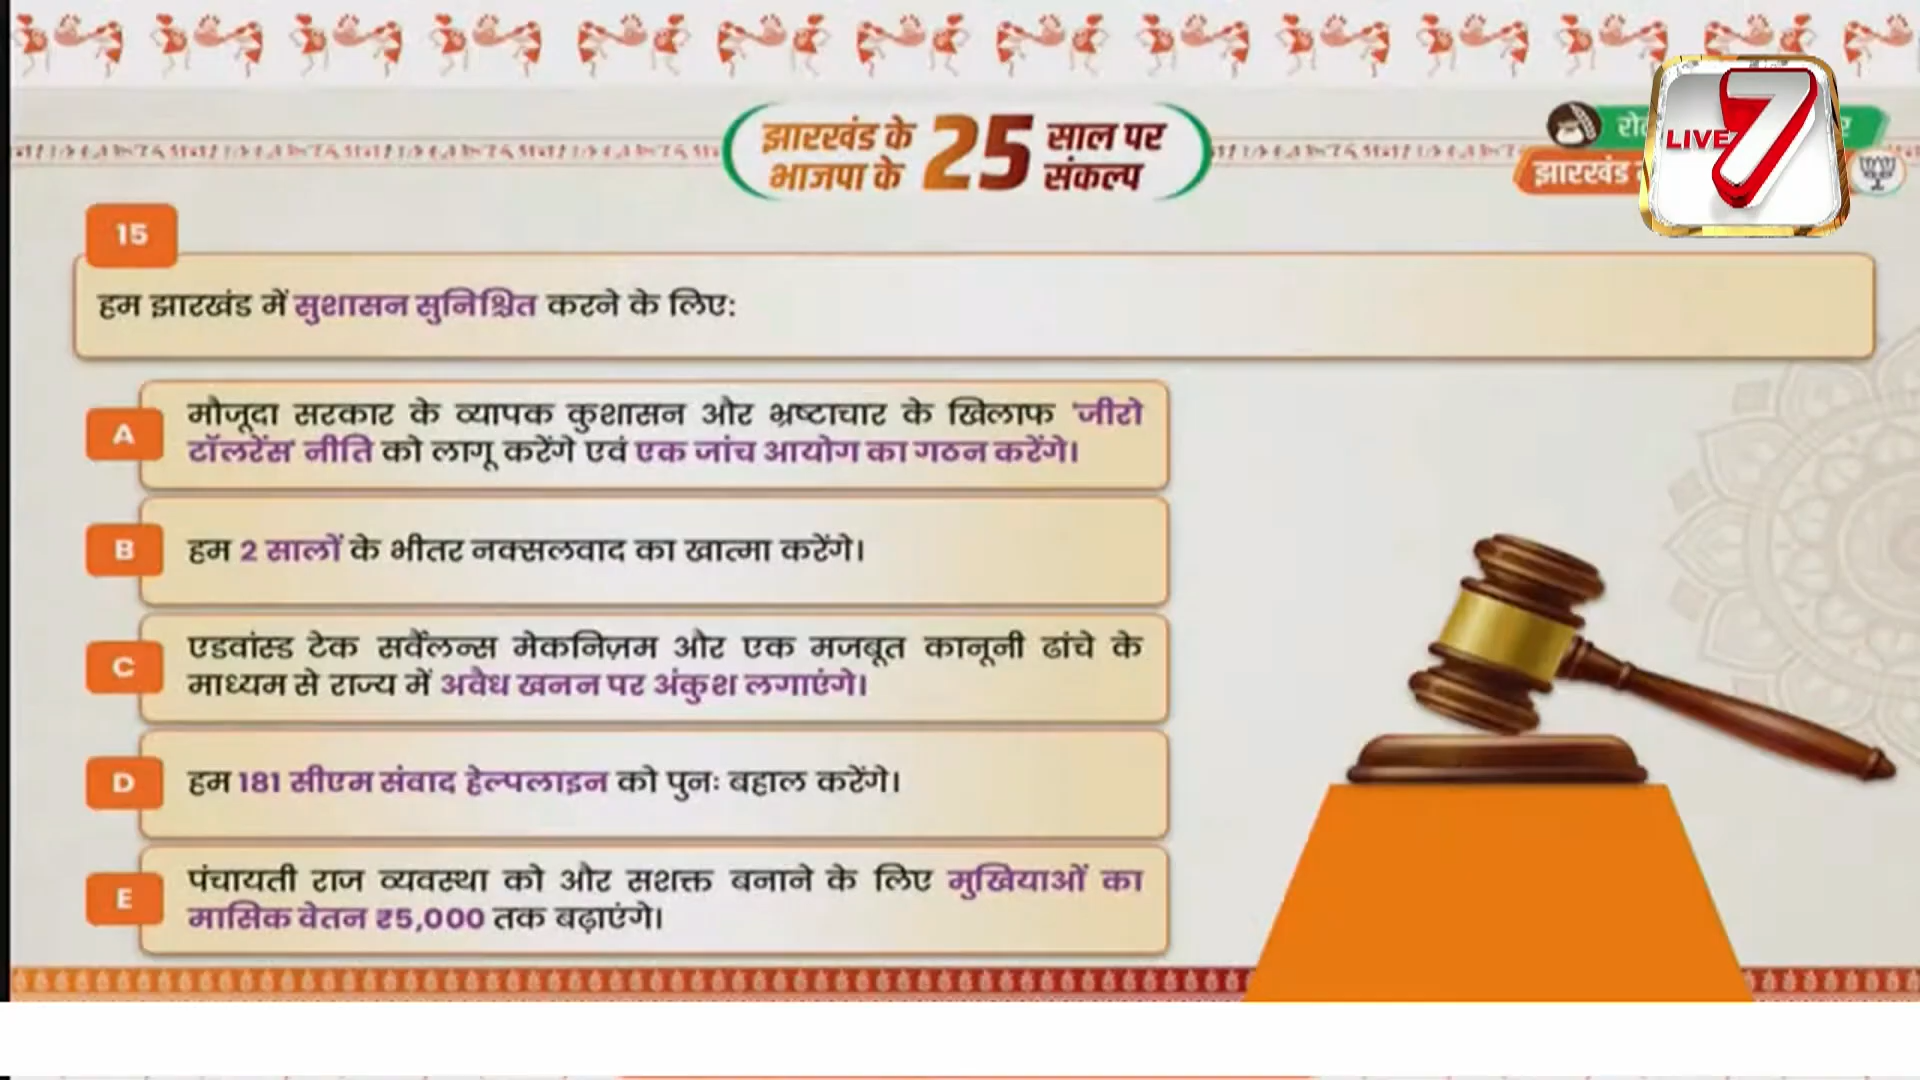 झारखंड के 25 साल पर
भाजपा के संकल्प
झारखंड
LIVE 7
15
हम झारखंड में सुशासन सुनिश्चित करने के लिए:
A
मौजूदा सरकार के व्यापक कुशासन और भ्रष्टाचार के खिलाफ 'जीरो
टॉलरेंस' नीति को लागू करेंगे एवं एक जांच आयोग का गठन करेंगे।
B
हम 2 सालों के भीतर नक्सलवाद का खात्मा करेंगे।
C
एडवांस्ड टेक सर्वैलन्स मेकनिज़म और एक मजबूत कानूनी ढांचे के
माध्यम से राज्य में अवैध खनन पर अंकुश लगाएंगे।
D
हम 181 सीएम संवाद हेल्पलाइन को पुनः बहाल करेंगे।
E
पंचायती राज व्यवस्था को और सशक्त बनाने के लिए मुखियाओं का
मासिक वेतन ₹5,000 तक बढ़ाएंगे।